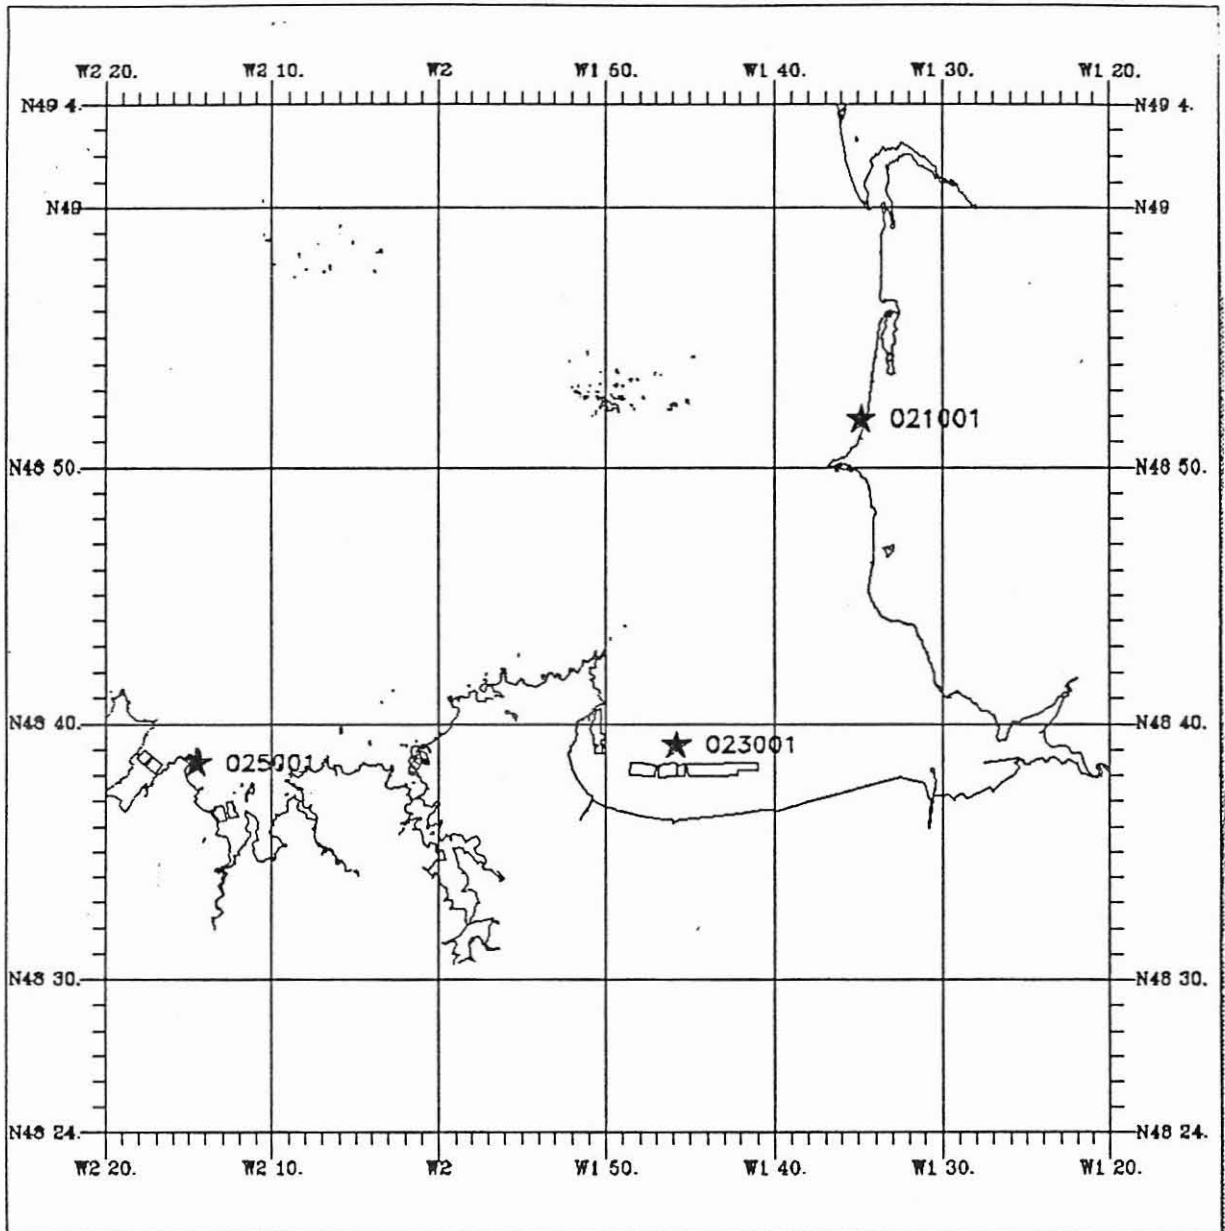 W2 20. W2 10. W2 W1 50. W1 40. W1 30. W1 20.
N49 4. N49 4.
N49 N49
021001
N48 50. N48 50.
N48 40. N48 40.
023001
025001
N48 30. N48 30.
N48 24. N48 24.
W2 20. W2 10. W2 W1 50. W1 40. W1 30. W1 20.